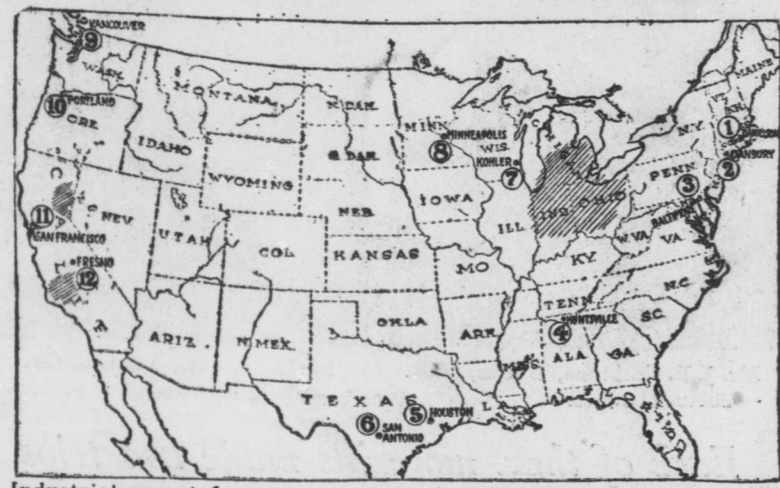 VANCOUVER
9
WASH.
MONTANA
N. DAK.
MINN.
MAINE
N.H.
10 PORTLAND
ORE.
IDAHO
WYOMING
S. DAK.
MINNEAPOLIS
8
WIS.
KOHLER
7
N.Y.
1
2 DANBURY
PENN.
3
IOWA
ILL.
IND.
OHIO
W.VA.
VA.
11
SAN FRANCISCO
NEV.
UTAH
COL.
NEB.
KANSAS
MO.
KY.
FRESNO
12
ARIZ.
N. MEX.
OKLA.
ARK.
TENN.
N.C.
S.C.
4 HUNTSVILLE
MISS.
ALA.
GA.
TEXAS
5 HOUSTON
6 SAN
ANTONIO
FLORIDA